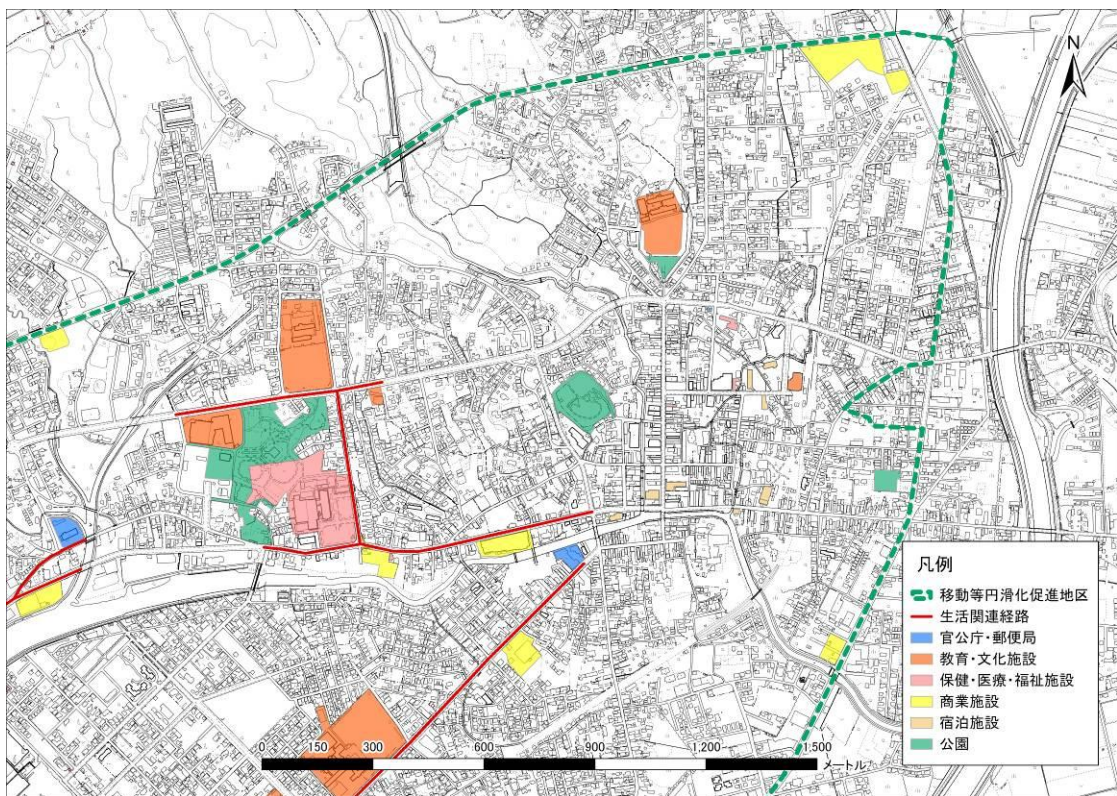 N
凡例
移動等円滑化促進地区
生活関連経路
官公庁・郵便局
教育・文化施設
保健・医療・福祉施設
商業施設
宿泊施設
公園
0 150 300 600 900 1,200 1,500
メートル